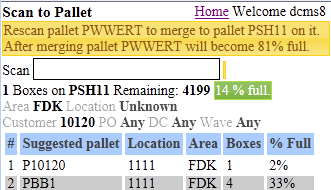 Scan to Pallet Home Welcome dcms8
Rescan pallet PWWERT to merge to pallet PSH11 on it.
After merging pallet PWWERT will become 81% full.
Scan
1 Boxes on PSH11 Remaining: 4199 14 % full.
Area FDK Location Unknown
Customer 10120 PO Any DC Any Wave Any
# Suggested pallet Location Area Boxes % Full
1 P10120 1111 FDK 1 2%
2 PBB1 1111 FDK 4 33%